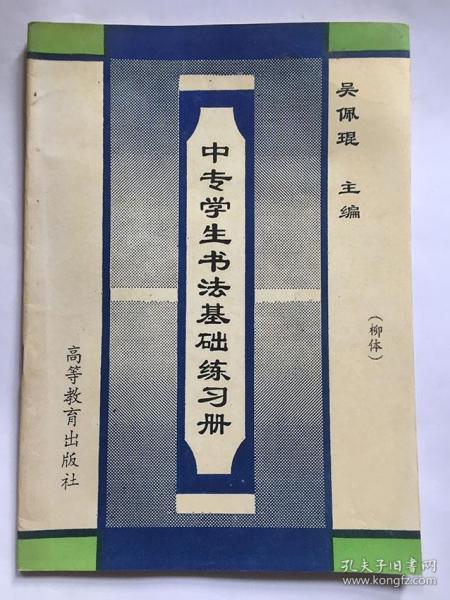 吴佩琨 主编
中专学生书法基础练习册
(柳体)
高等教育出版社
孔夫子旧书网
www.kongfz.com